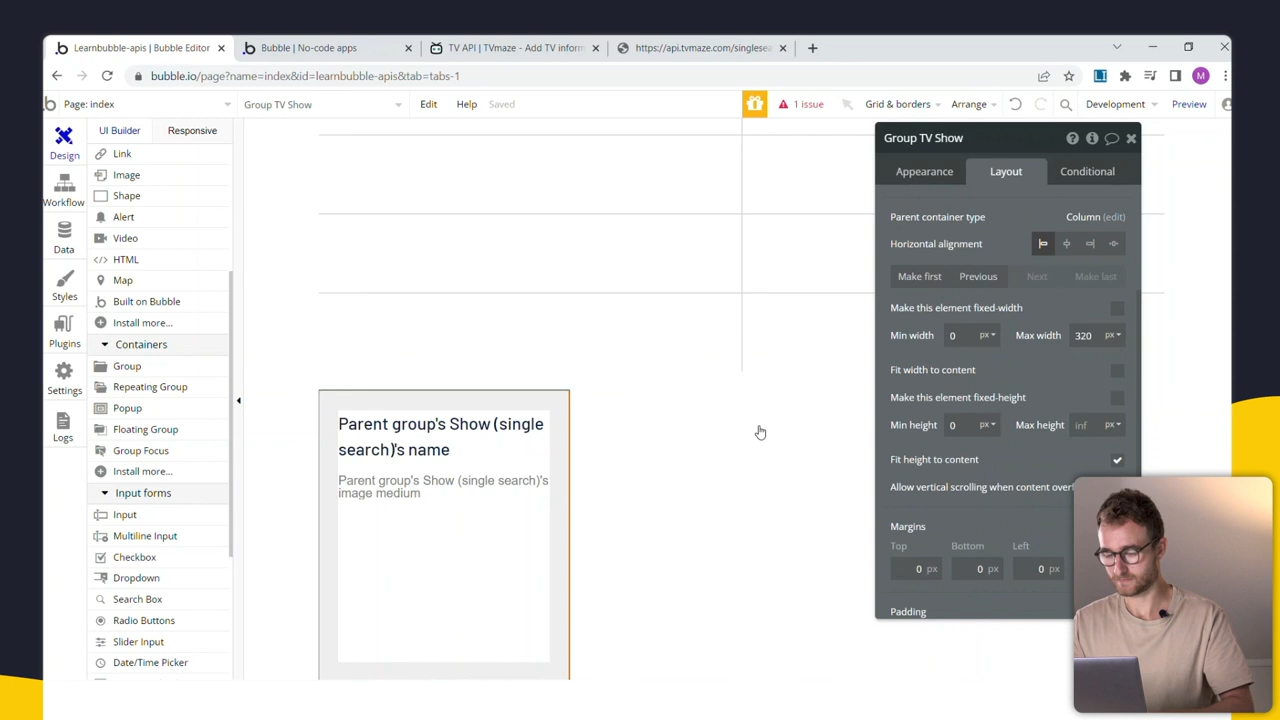 Learnbubble-apis | Bubble Editor
Bubble | No-code apps
TV API | TVmaze - Add TV inform
https://api.tvmaze.com/singlesea
bubble.io/page?name=index&id=learnbubble-apis&tab=tabs-1
M
Page: index
Group TV Show
Edit
Help
Saved
1 issue
Grid & borders
Arrange
Development
Preview
Design
Workflow
Data
Styles
Plugins
Settings
Logs
UI Builder
Responsive
Link
Image
Shape
Alert
Video
</> HTML
Map
Built on Bubble
Install more...
Containers
Group
Repeating Group
Popup
Floating Group
Group Focus
Install more...
Input forms
Input
Multiline Input
Checkbox
Dropdown
Search Box
Radio Buttons
Slider Input
Date/Time Picker
Parent group's Show (single
search)'s name
Parent group's Show (single search)'s
image medium
Group TV Show
Appearance
Layout
Conditional
Parent container type
Column (edit)
Horizontal alignment
Make first
Previous
Next
Make last
Make this element fixed-width
Min width 0 px
Max width 320 px
Fit width to content
Make this element fixed-height
Min height 0 px
Max height inf px
Fit height to content
Allow vertical scrolling when content over
Margins
Top
Bottom
Left
0 px
0 px
0 px
Padding